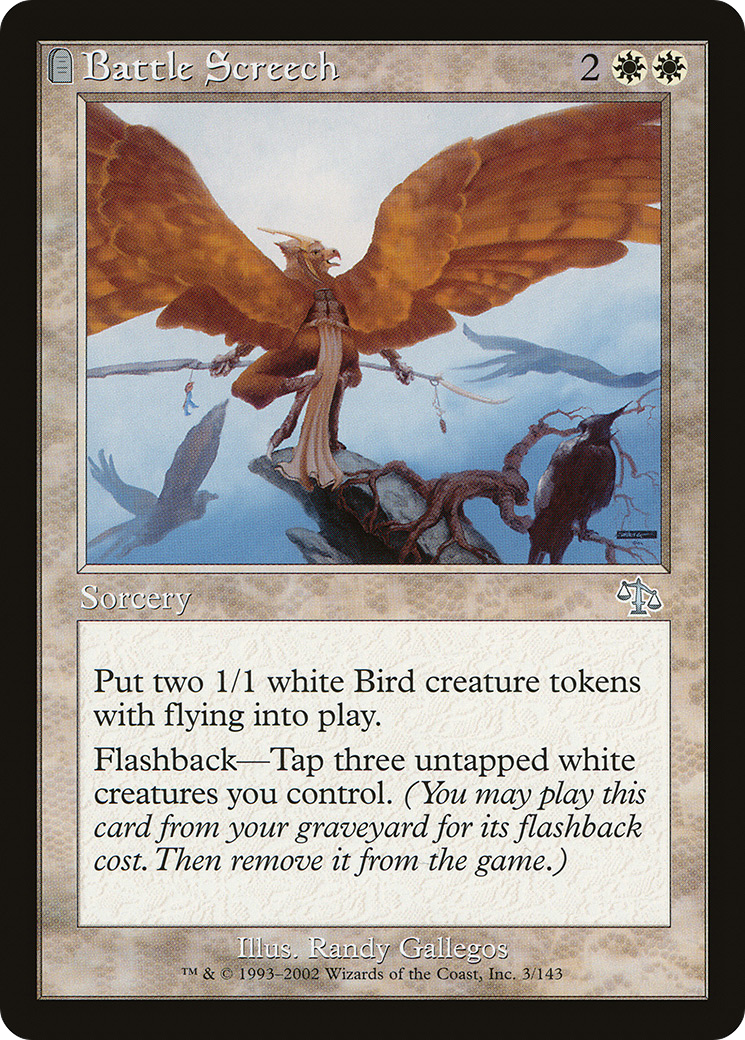 Battle Screech 2
Sorcery
Put two 1/1 white Bird creature tokens
with flying into play.
Flashback—Tap three untapped white
creatures you control. (You may play this
card from your graveyard for its flashback
cost. Then remove it from the game.)
Illus. Randy Gallegos
™ & © 1993–2002 Wizards of the Coast, Inc. 3/143